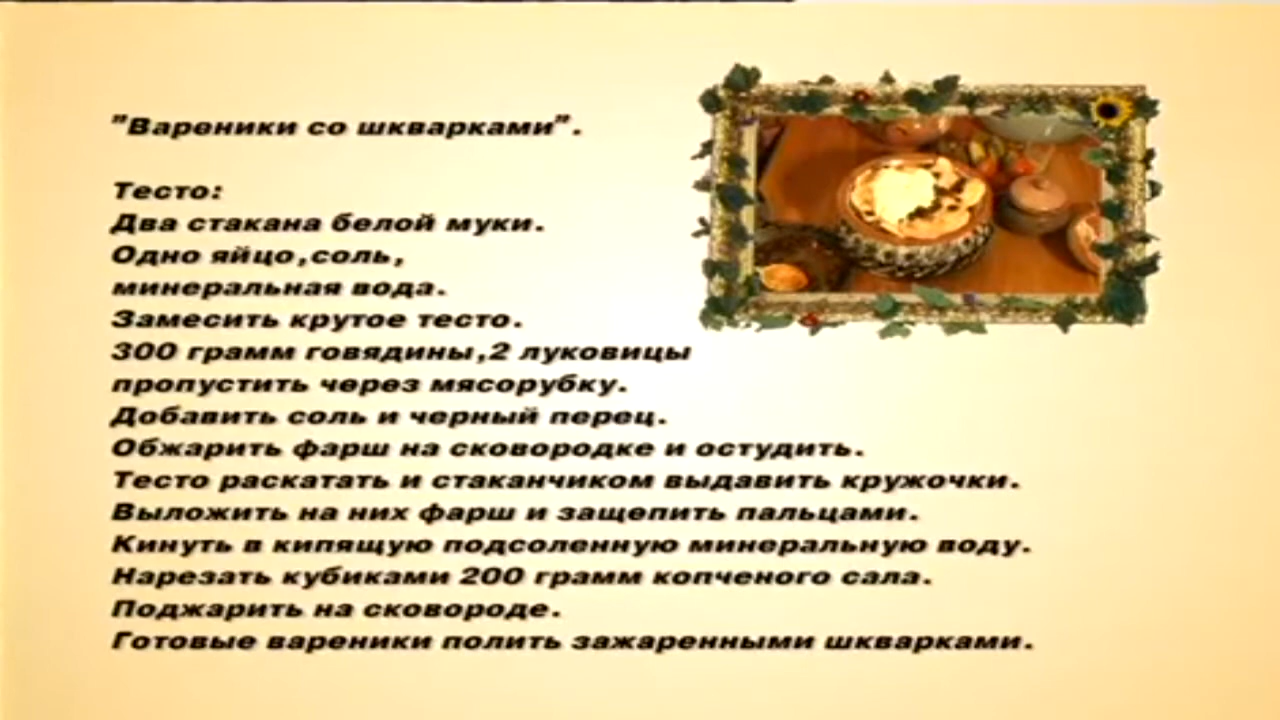 "Вареники со шкварками".
Тесто:
Два стакана белой муки.
Одно яйцо,соль,
минеральная вода.
Замесить крутое тесто.
300 грамм говядины,2 луковицы
пропустить через мясорубку.
Добавить соль и черный перец.
Обжарить фарш на сковородке и остудить.
Тесто раскатать и стаканчиком выдавить кружочки.
Выложить на них фарш и защепить пальцами.
Кинуть в кипящую подсоленную минеральную воду.
Нарезать кубиками 200 грамм копченого сала.
Поджарить на сковороде.
Готовые вареники полить зажаренными шкварками.